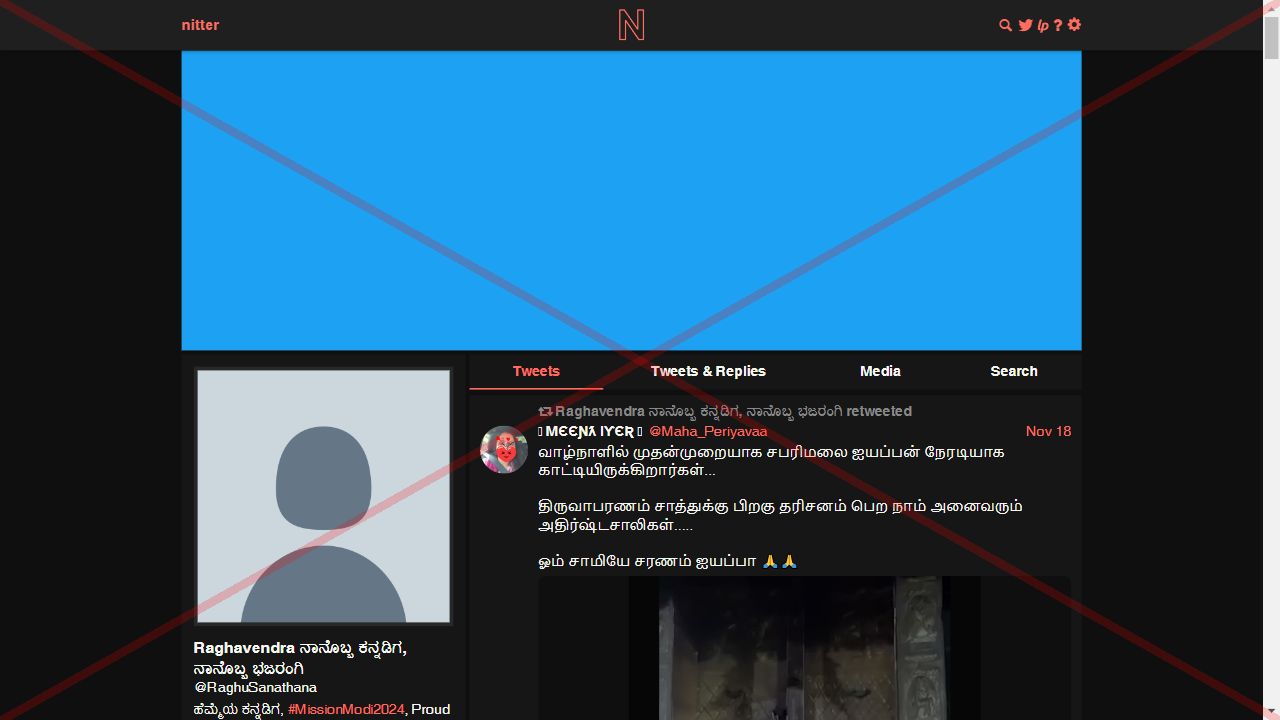 nitter
N
lp ?
Tweets
Tweets & Replies
Media
Search
Raghavendra ನಾನೊಬ್ಬ ಕನ್ನಡಿಗ, ನಾನೊಬ್ಬ ಭಜರಂಗಿ retweeted
@Maha_Periyavaa
Nov 18
வாழ்நாளில் முதன்முறையாக சபரிமலை ஐயப்பன் நேரடியாக
காட்டியிருக்கிறார்கள்...
திருவாபரணம் சாத்துக்கு பிறகு தரிசனம் பெற நாம் அனைவரும்
அதிர்ஷ்டசாலிகள்.....
ஓம் சாமியே சரணம் ஐயப்பா 🙏🙏
Raghavendra ನಾನೊಬ್ಬ ಕನ್ನಡಿಗ,
ನಾನೊಬ್ಬ ಭಜರಂಗಿ
@RaghuSanathana
ಹೆಮ್ಮೆಯ ಕನ್ನಡಿಗ, #MissionModi2024, Proud